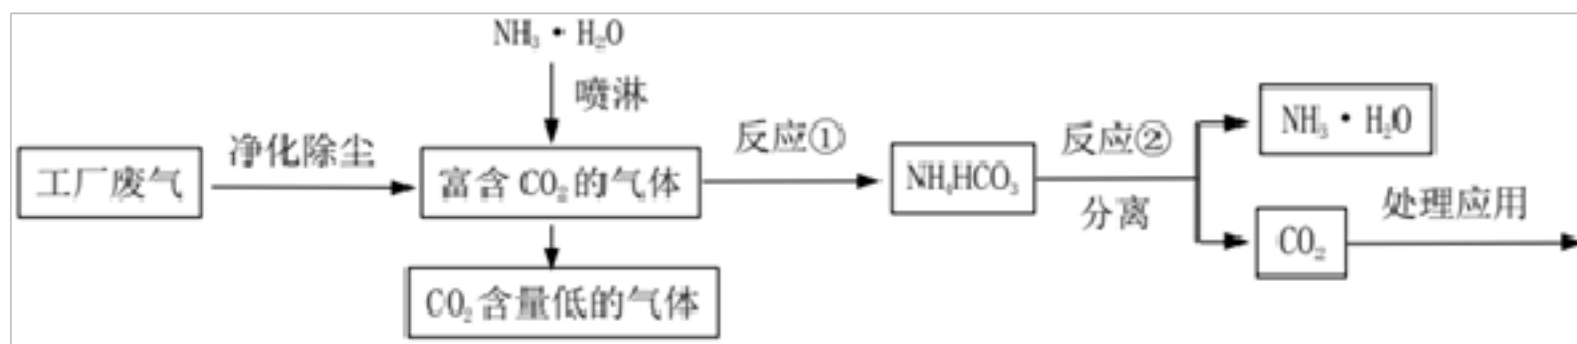 NH₃·H₂O
喷淋
工厂废气
净化除尘
富含CO₂的气体
反应①
NH₄HCO₃
反应②
分离
NH₃·H₂O
CO₂
处理应用
CO₂含量低的气体